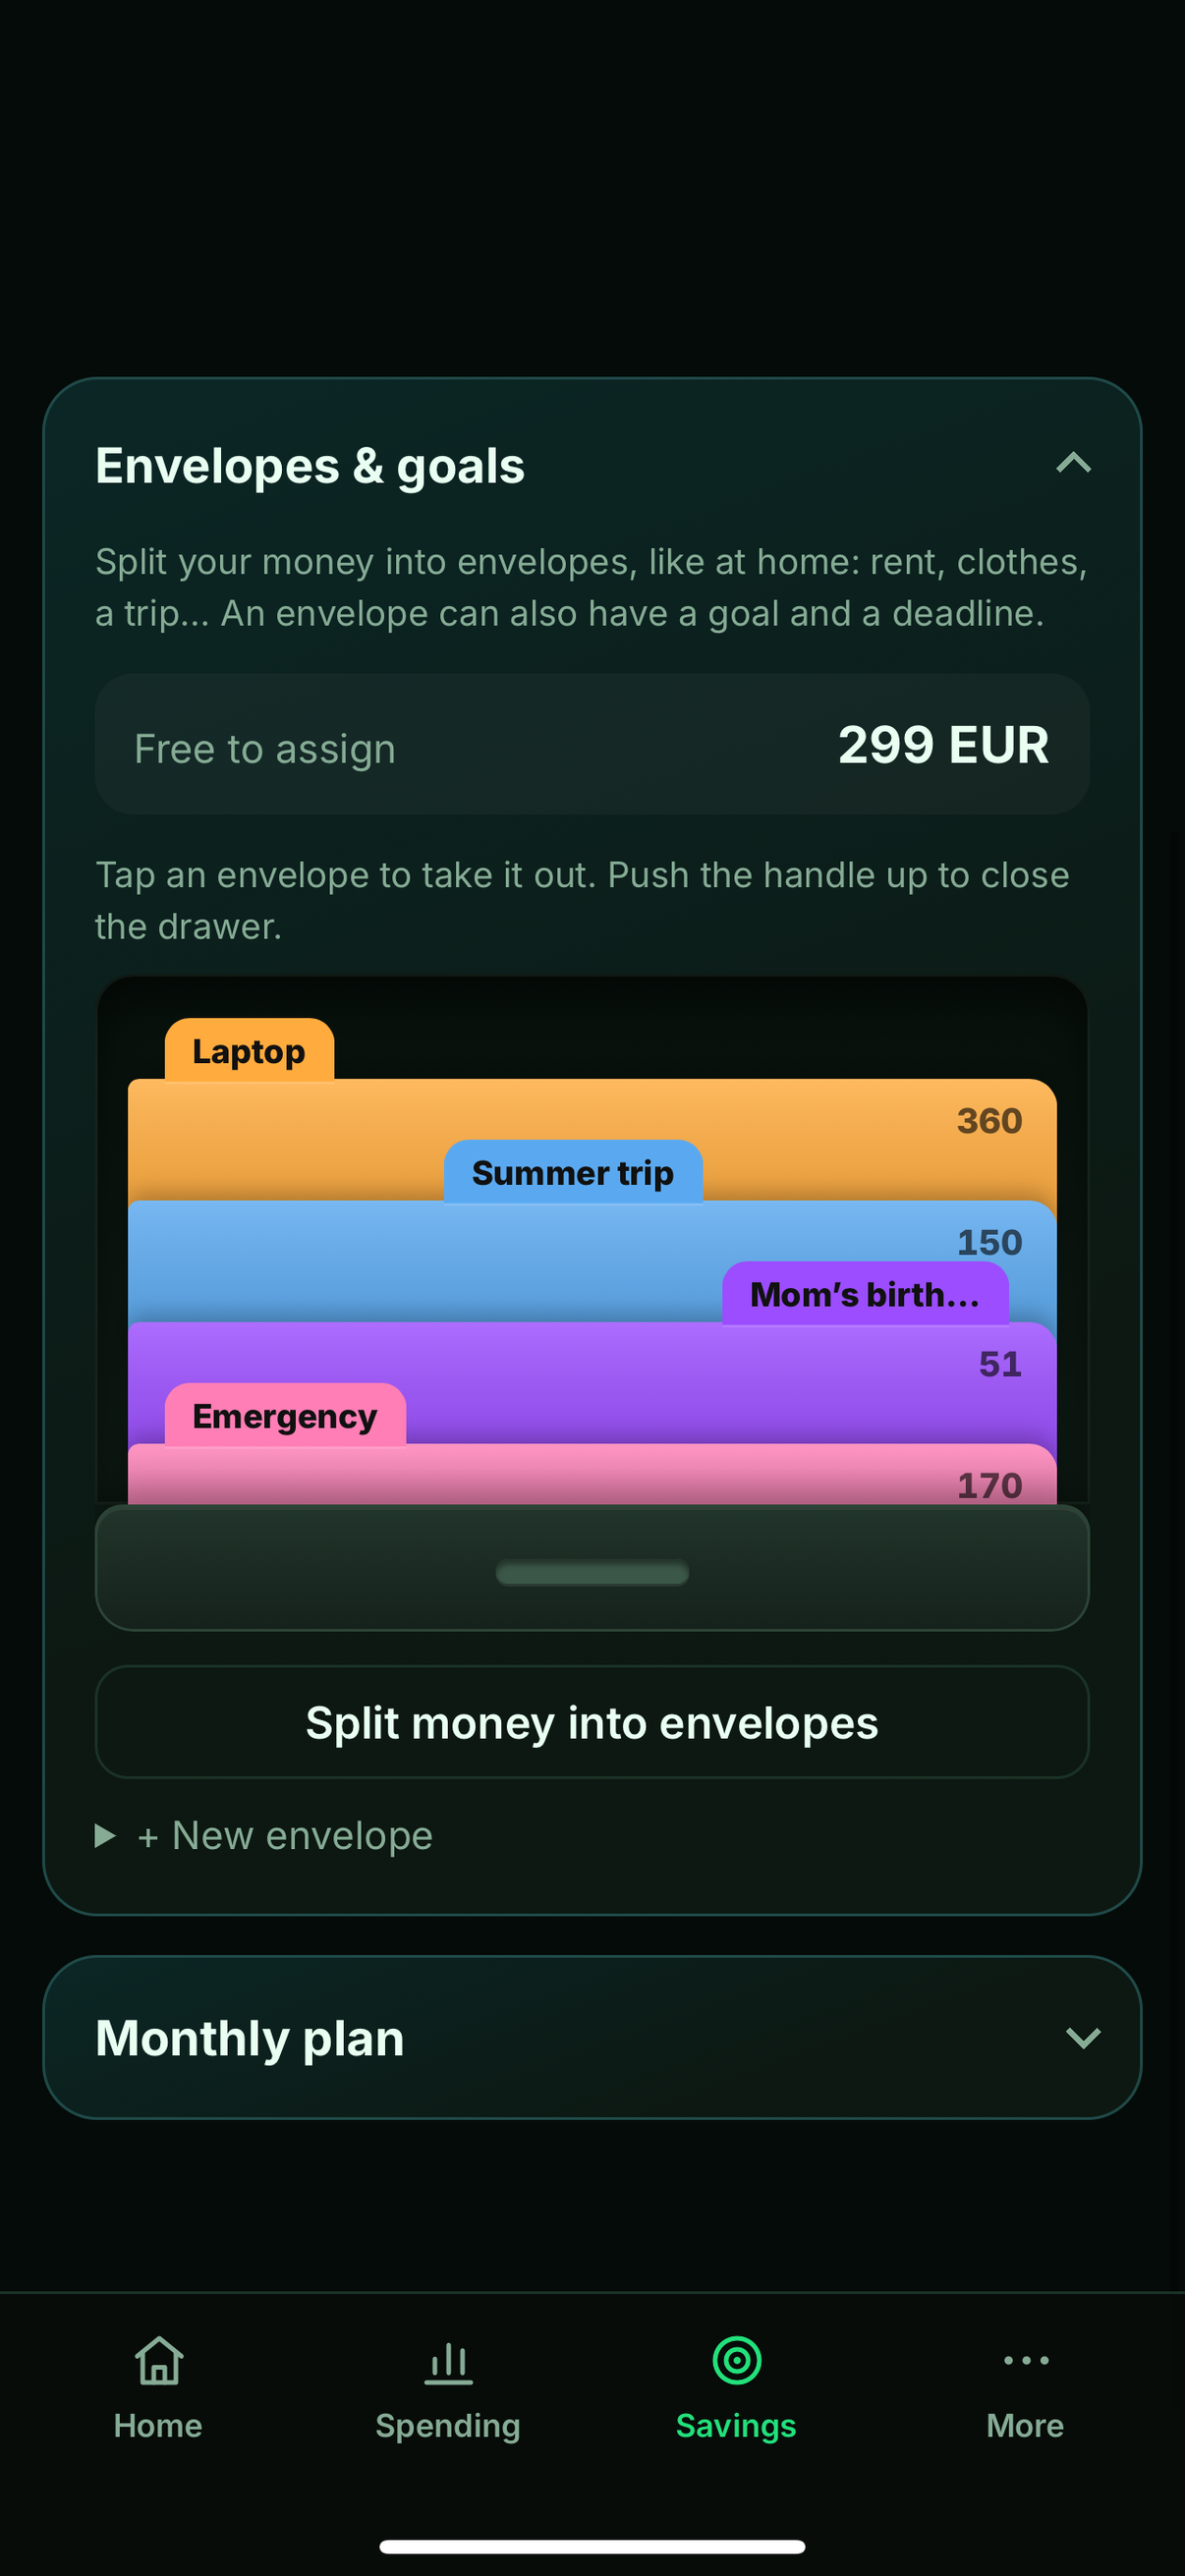 Envelopes & goals
Split your money into envelopes, like at home: rent, clothes,
a trip... An envelope can also have a goal and a deadline.
Free to assign 299 EUR
Tap an envelope to take it out. Push the handle up to close
the drawer.
Laptop
360
Summer trip
150
Mom’s birth...
51
Emergency
170
Split money into envelopes
+ New envelope
Monthly plan
Home Spending Savings More